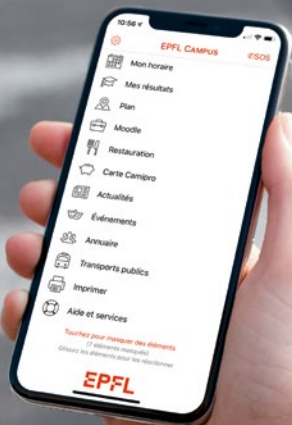 10:56
EPFL CAMPUS
SOS
Mon horaire
Mes résultats
Plan
Moodle
Restauration
Carte Camipro
Actualités
Événements
Annuaire
Transports publics
Imprimer
Aide et services
Touchez pour masquer des éléments
(7 éléments masqués)
Glissez les éléments pour les réordonner
EPFL